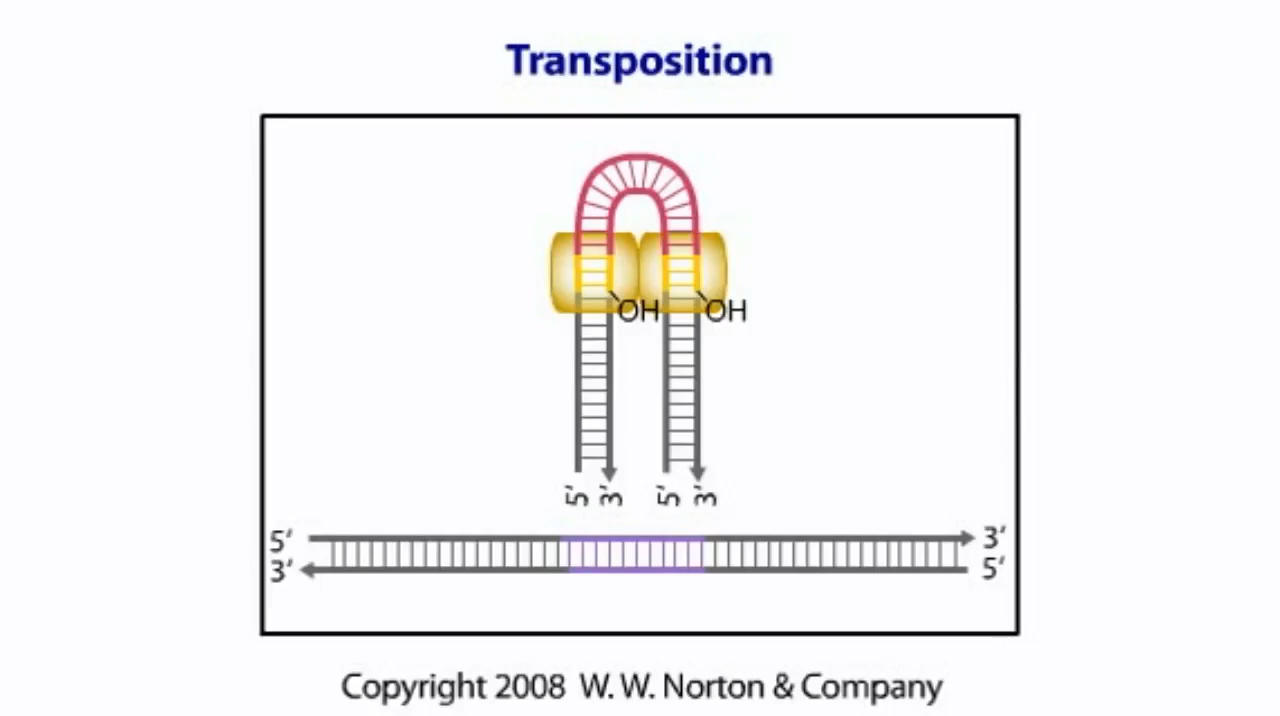 Transposition
OH OH
5' 3' 5' 3'
5' 3'
3' 5'
Copyright 2008 W. W. Norton & Company